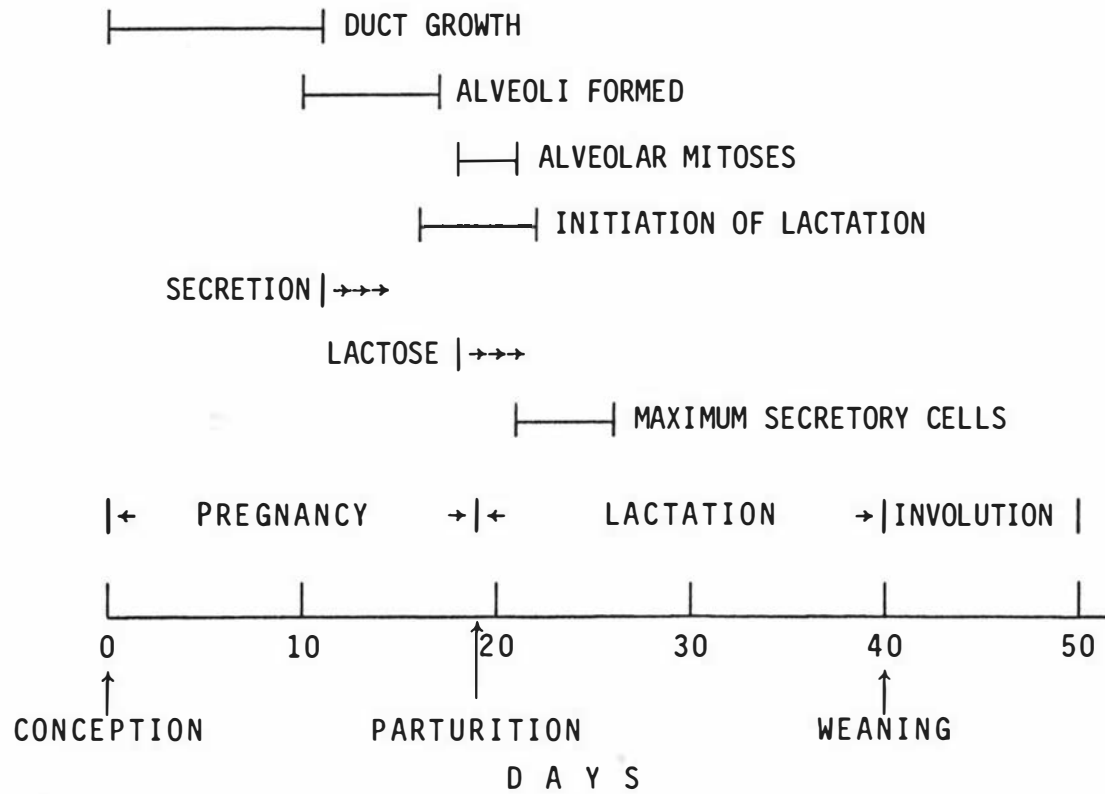 DUCT GROWTH
ALVEOLI FORMED
ALVEOLAR MITOSES
INITIATION OF LACTATION
SECRETION
LACTOSE
MAXIMUM SECRETORY CELLS
PREGNANCY LACTATION INVOLUTION
0 10 20 30 40 50
CONCEPTION PARTURITION WEANING
DAYS